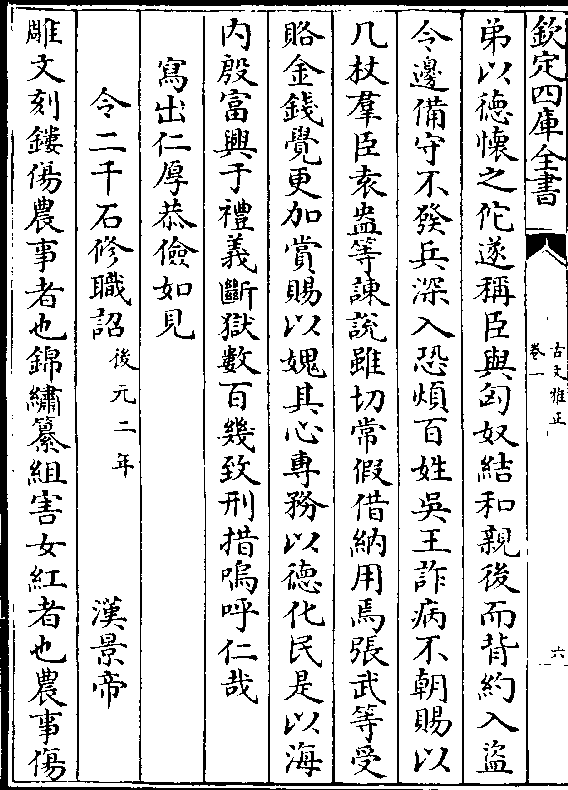 欽定四庫全書
古文雅正
卷一
六
弟以德懷之佗遂稱臣與匈奴結和親後而背約入盜
令邊備守不發兵深入恐煩百姓吳王詐病不朝賜以
几杖羣臣袁盎等諫說雖切常假借納用焉張武等受
賂金錢覺更加賞賜以媿其心專務以德化民是以海
內殷富興于禮義斷獄數百幾致刑措嗚呼仁哉
寫出仁厚恭儉如見
令二千石修職詔後元二年 漢景帝
雕文刻鏤傷農事者也錦繡纂組害女紅者也農事傷